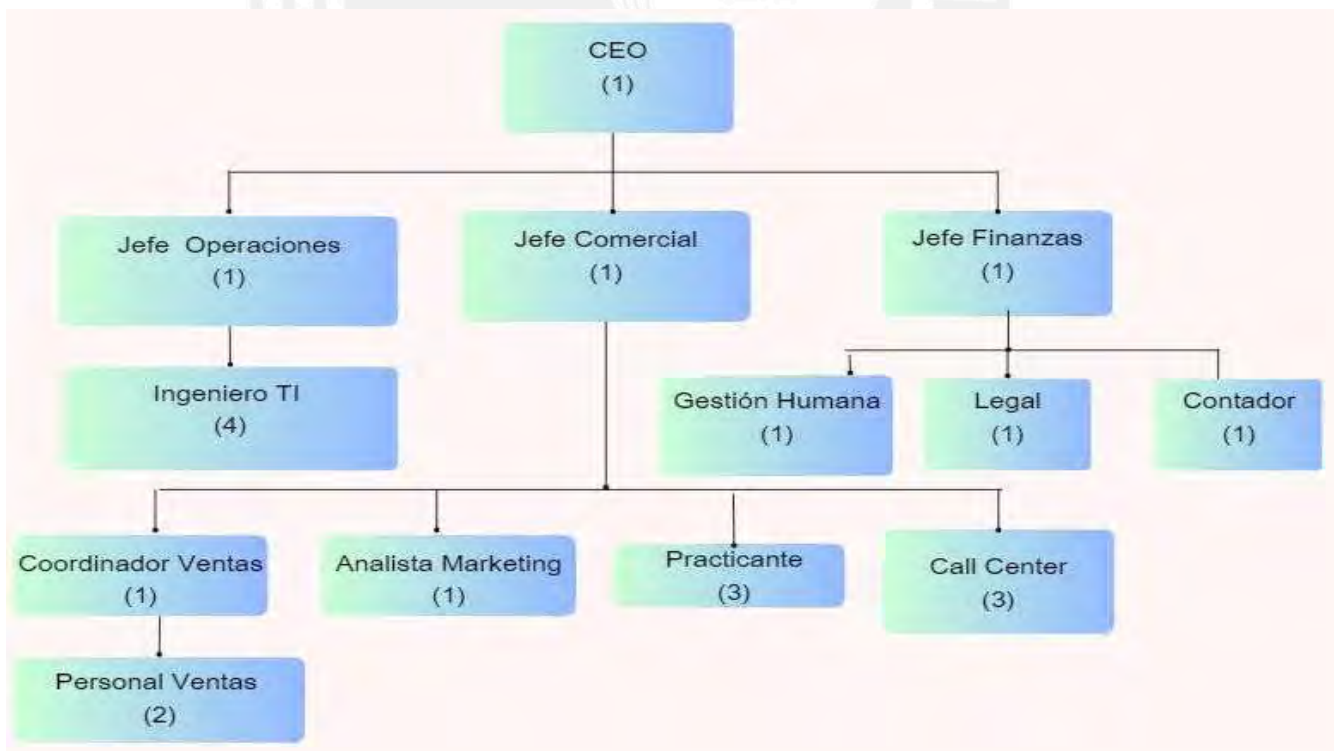 CEO
(1)
Jefe Operaciones
(1)
Jefe Comercial
(1)
Jefe Finanzas
(1)
Ingeniero TI
(4)
Gestión Humana
(1)
Legal
(1)
Contador
(1)
Coordinador Ventas
(1)
Analista Marketing
(1)
Practicante
(3)
Call Center
(3)
Personal Ventas
(2)